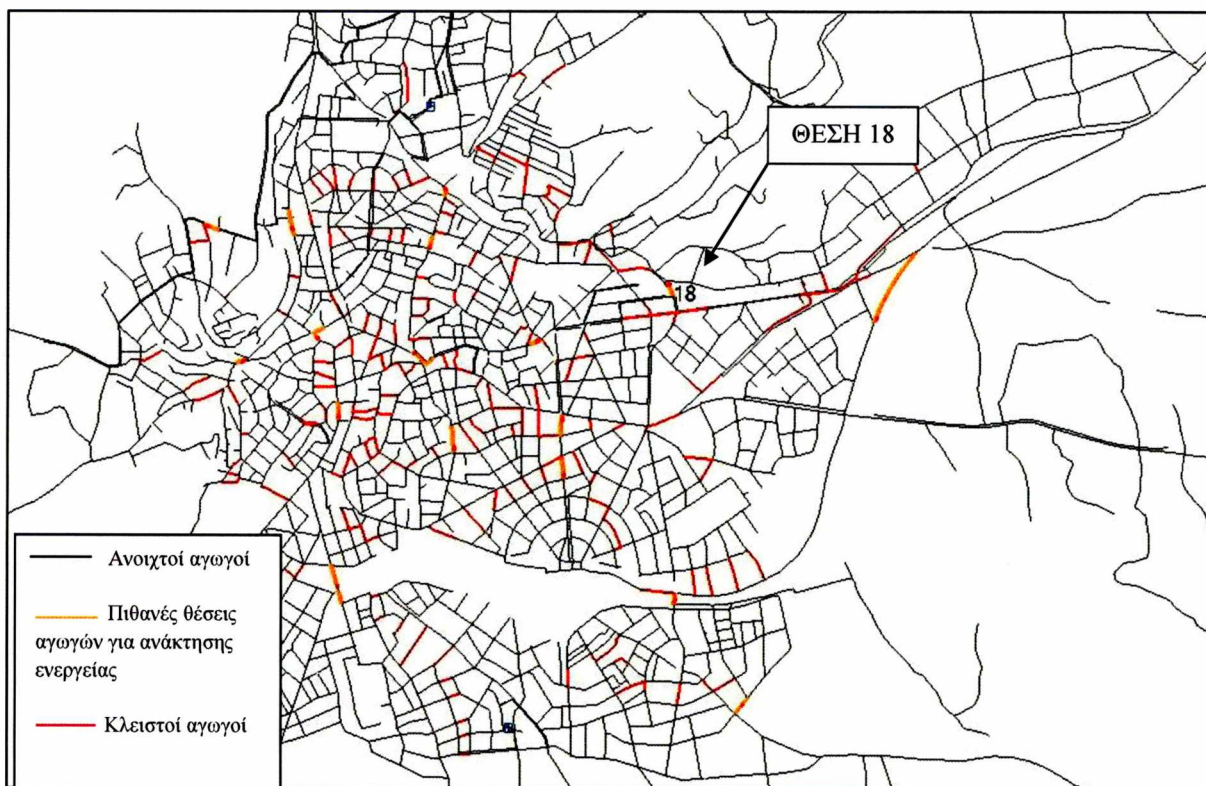 ΘΕΣΗ 18
18
Ανοιχτοί αγωγοί
Πιθανές θέσεις
αγωγών για ανάκτησης
ενεργείας
Κλειστοί αγωγοί